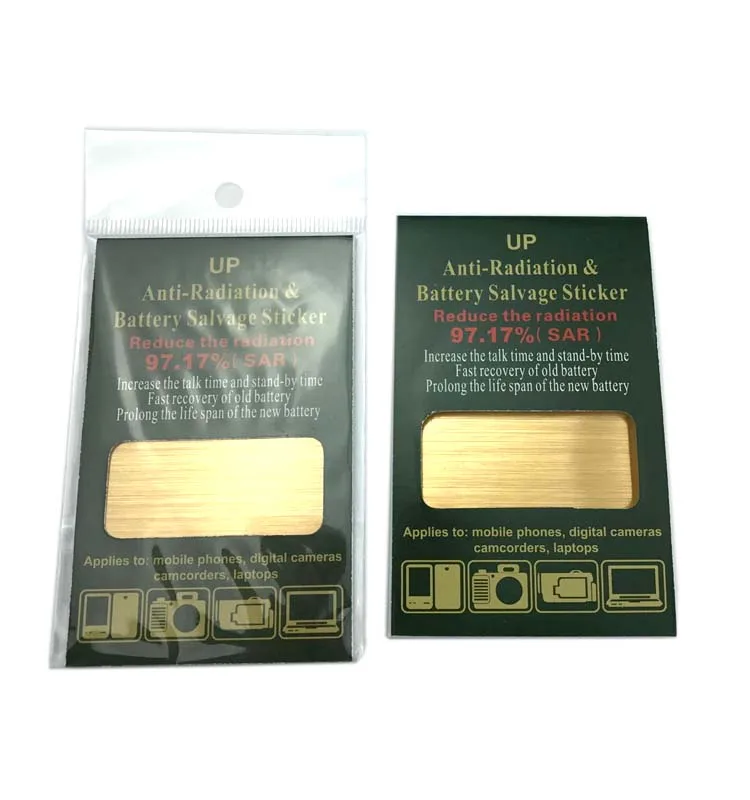 UP
Anti-Radiation &
Battery Salvage Sticker
Reduce the radiation
97.17%( SAR )
Increase the talk time and stand-by time
Fast recovery of old battery
Prolong the life span of the new battery
Applies to: mobile phones, digital cameras
camcorders, laptops
UP
Anti-Radiation &
Battery Salvage Sticker
Reduce the radiation
97.17%( SAR )
Increase the talk time and stand-by time
Fast recovery of old battery
Prolong the life span of the new battery
Applies to: mobile phones, digital cameras
camcorders, laptops